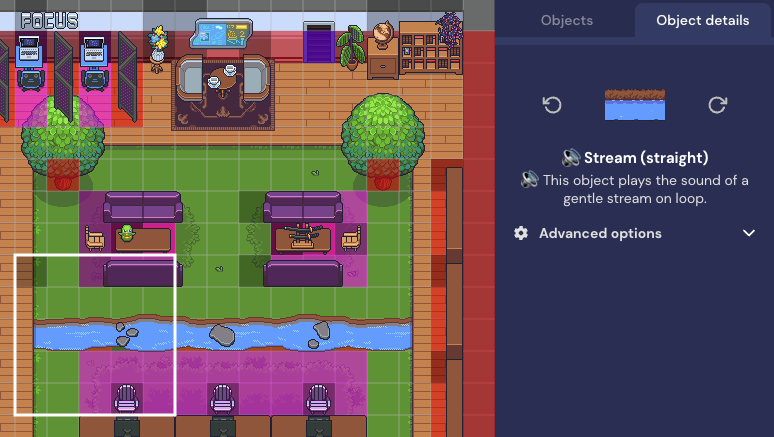 FOCUS
Objects
Object details
🔊Stream (straight)
🔊This object plays the sound of a
gentle stream on loop.
Advanced options